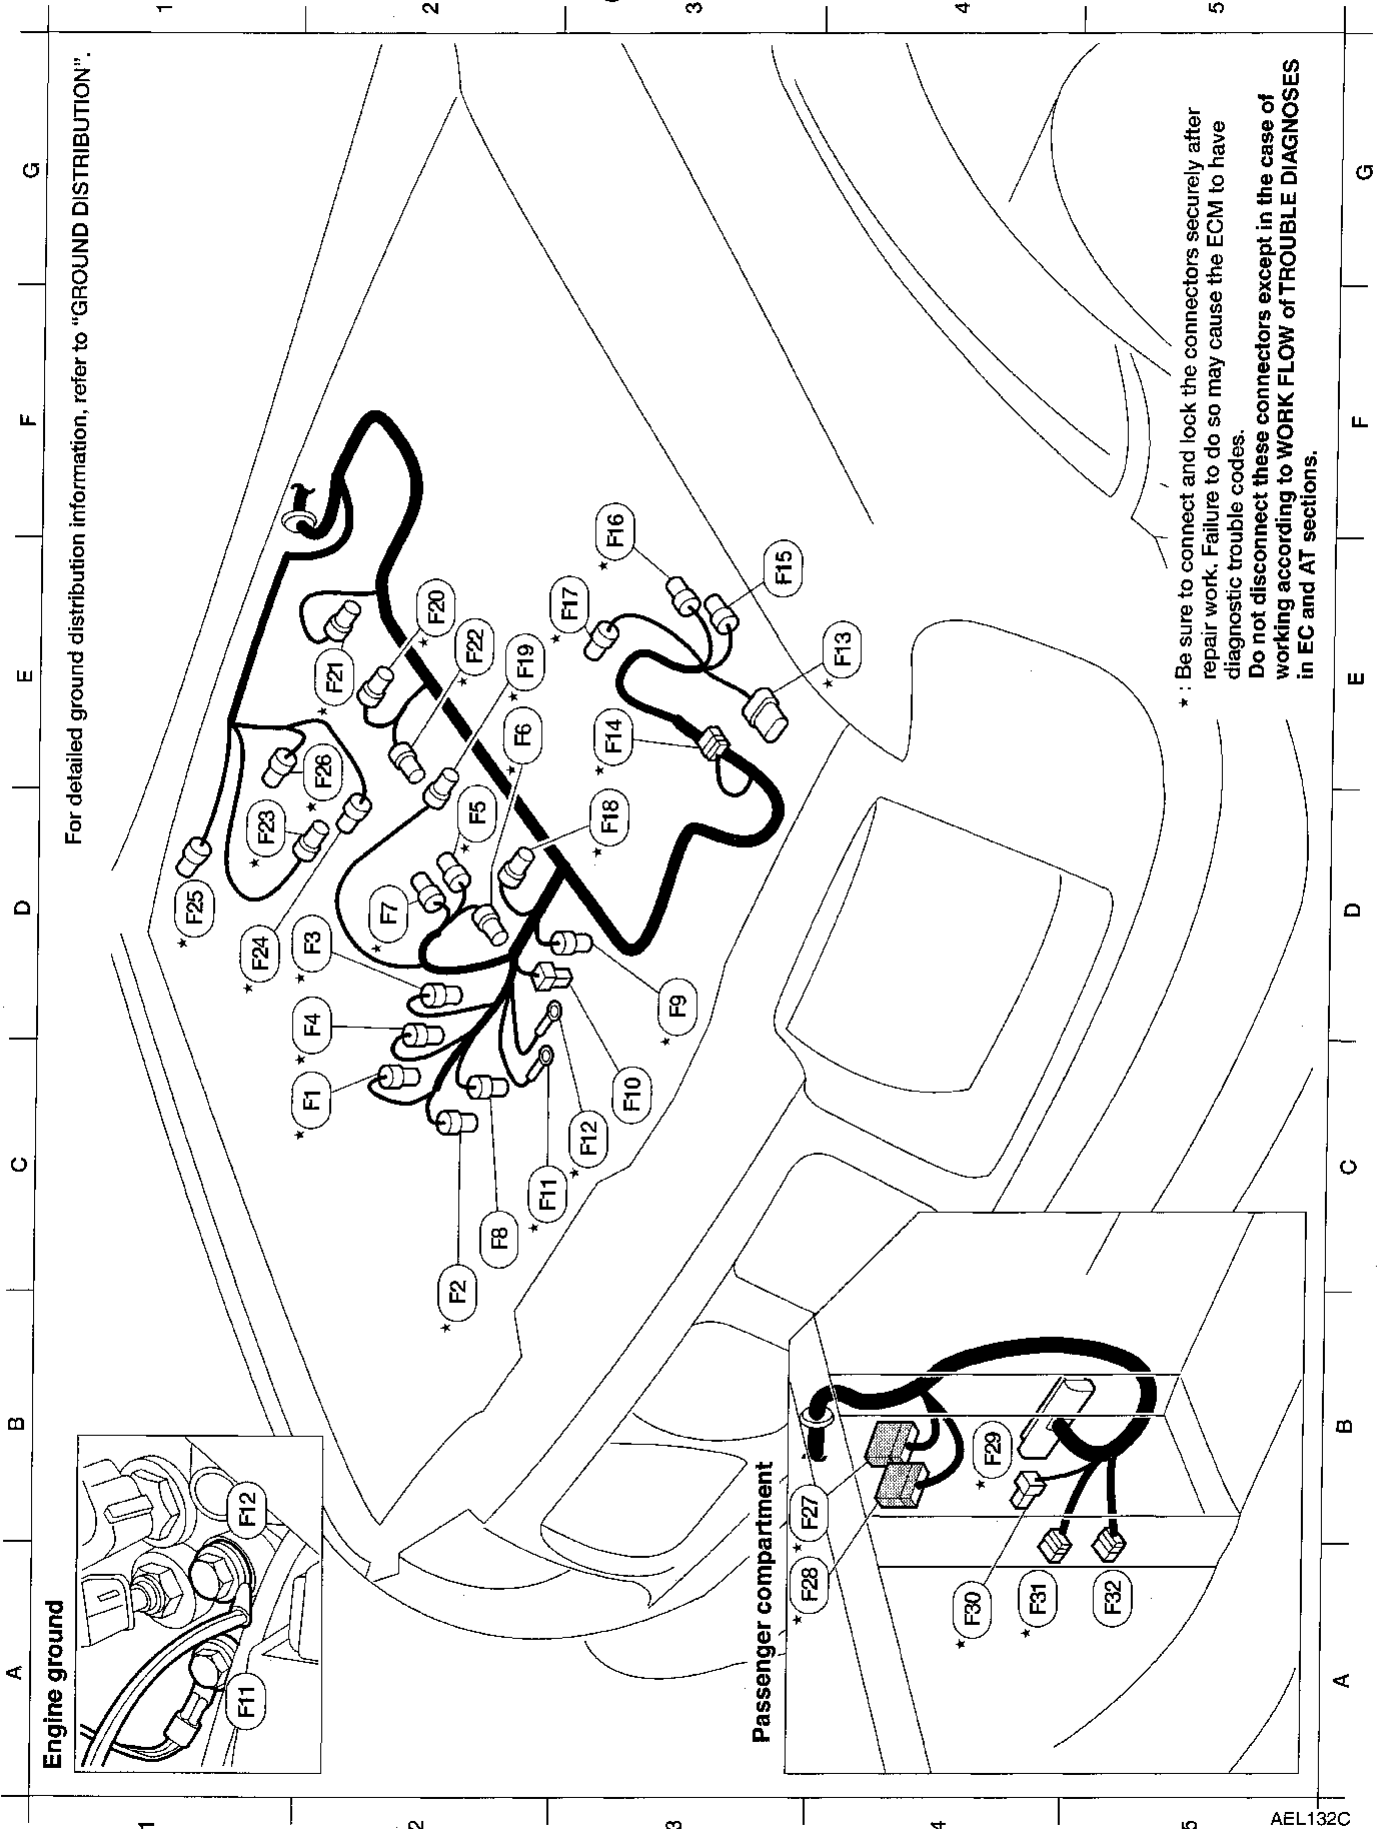 For detailed ground distribution information, refer to “GROUND DISTRIBUTION”.
A
B
C
D
E
F
G
1
2
3
4
5
Engine ground
F11
F12
★ F25
★ F24
★ F23
★ F26
★ F21
★ F20
★ F22
★ F19
★ F6
★ F5
★ F7
★ F3
★ F4
★ F1
★ F2
F8
★ F11
★ F12
F10
★ F9
★ F18
★ F14
★ F17
★ F16
F15
★ F13
Passenger compartment
★ F28
★ F27
★ F29
★ F30
★ F31
F32
★ : Be sure to connect and lock the connectors securely after
repair work. Failure to do so may cause the ECM to have
diagnostic trouble codes.
Do not disconnect these connectors except in the case of
working according to WORK FLOW of TROUBLE DIAGNOSES
in EC and AT sections.
A
B
C
D
E
F
G
1
2
3
4
5
AEL132C